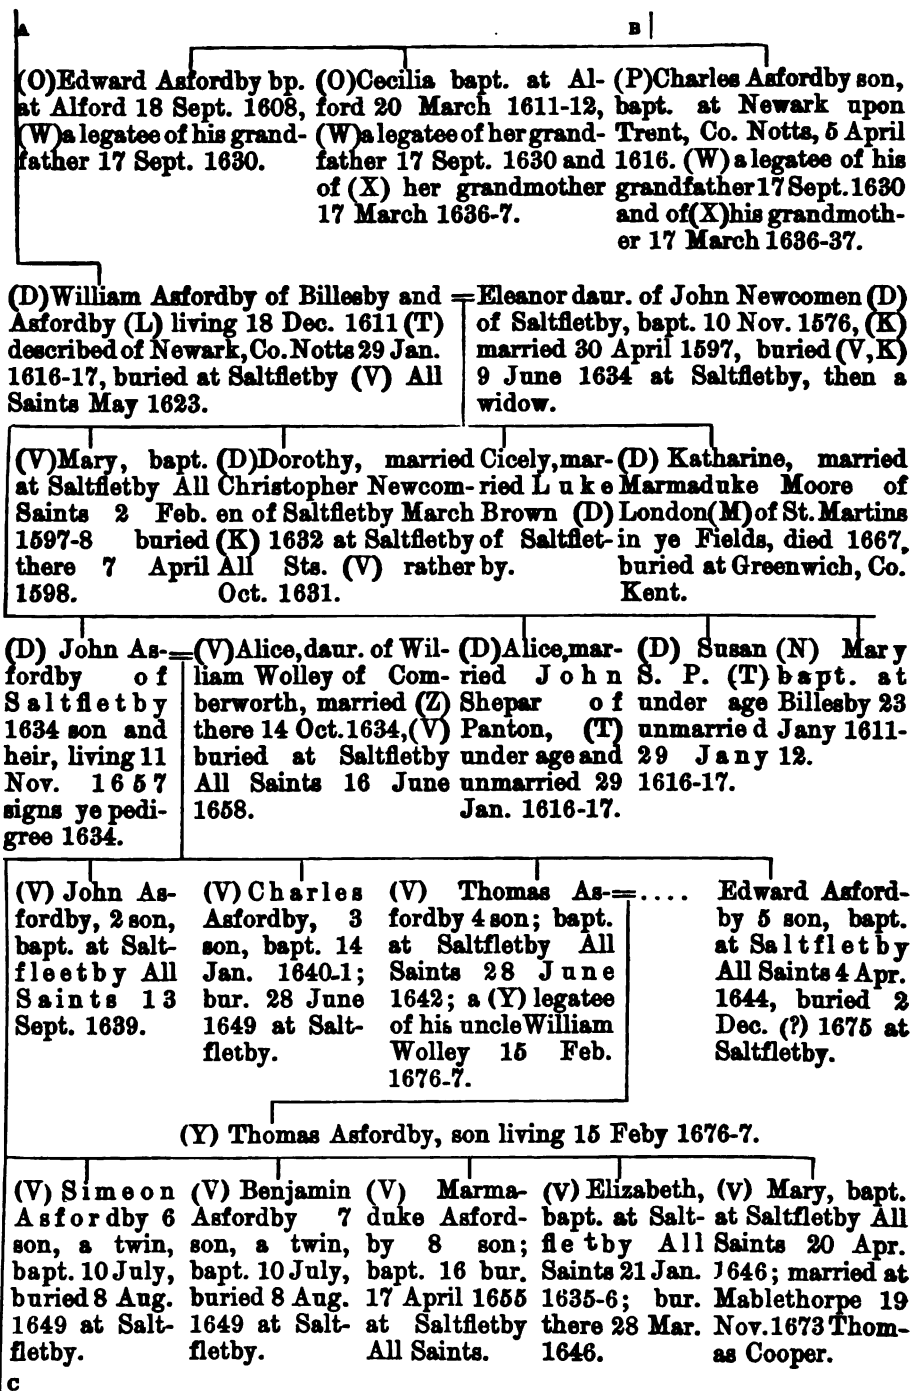 A
B
(O)Edward Asfordby bp.
at Alford 18 Sept. 1608,
(W)a legatee of his grand-
father 17 Sept. 1630.
(O)Cecilia bapt. at Al-
ford 20 March 1611-12,
(W)a legatee of her grand-
father 17 Sept. 1630 and
of (X) her grandmother
17 March 1636-7.
(P)Charles Asfordby son,
bapt. at Newark upon
Trent, Co. Notts, 5 April
1616. (W) a legatee of his
grandfather 17 Sept. 1630
and of(X)his grandmoth-
er 17 March 1636-37.
(D)William Asfordby of Billesby and
Asfordby (L) living 18 Dec. 1611 (T)
described of Newark, Co. Notts 29 Jan.
1616-17, buried at Saltfletby (V) All
Saints May 1623.
=Eleanor daur. of John Newcomen (D)
of Saltfletby, bapt. 10 Nov. 1576, (K)
married 30 April 1597, buried (V,K)
9 June 1634 at Saltfletby, then a
widow.
(V)Mary, bapt.
at Saltfletby All
Saints 2 Feb.
1597-8 buried
there 7 April
1598.
(D)Dorothy, married
Christopher Newcom-
en of Saltfletby March
(K) 1632 at Saltfletby
All Sts. (V) rather
Oct. 1631.
Cicely, mar-
ried Luke
Brown (D)
of Saltflet-
by.
(D) Katharine, married
Marmaduke Moore of
London(M) of St. Martins
in ye Fields, died 1667,
buried at Greenwich, Co.
Kent.
(D) John As-=
fordby of
Saltfletby
1634 son and
heir, living 11
Nov. 1657
signs ye pedi-
gree 1634.
(V)Alice, daur. of Wil-
liam Wolley of Com-
berworth, married (Z)
there 14 Oct. 1634, (V)
buried at Saltfletby
All Saints 16 June
1658.
(D)Alice, mar-
ried John
Shepar of
Panton, (T)
under age and
unmarried 29
Jan. 1616-17.
(D) Susan
S. P. (T)
under age
unmarried
29 Jany
1616-17.
(N) Mary
bapt. at
Billesby 23
Jany 1611-
12.
(V) John As-
fordby, 2 son,
bapt. at Salt-
fleetby All
Saints 13
Sept. 1639.
(V) Charles
Asfordby, 3
son, bapt. 14
Jan. 1640-1;
bur. 28 June
1649 at Salt-
fletby.
(V) Thomas As-=....
fordby 4 son; bapt.
at Saltfletby All
Saints 28 June
1642; a (Y) legatee
of his uncle William
Wolley 15 Feb.
1676-7.
Edward Asford-
by 5 son, bapt.
at Saltfletby
All Saints 4 Apr.
1644, buried 2
Dec. (?) 1675 at
Saltfletby.
(Y) Thomas Asfordby, son living 15 Feby 1676-7.
(V) Simeon
Asfordby 6
son, a twin,
bapt. 10 July,
buried 8 Aug.
1649 at Salt-
fletby.
(V) Benjamin
Asfordby 7
son, a twin,
bapt. 10 July,
buried 8 Aug.
1649 at Salt-
fletby.
(V) Marma-
duke Asford-
by 8 son;
bapt. 16 bur.
17 April 1655
at Saltfletby
All Saints.
(V) Elizabeth,
bapt. at Salt-
fletby All
Saints 21 Jan.
1635-6; bur.
there 28 Mar.
1646.
(V) Mary, bapt.
at Saltfletby All
Saints 20 Apr.
1646; married at
Mablethorpe 19
Nov. 1673 Thom-
as Cooper.
C